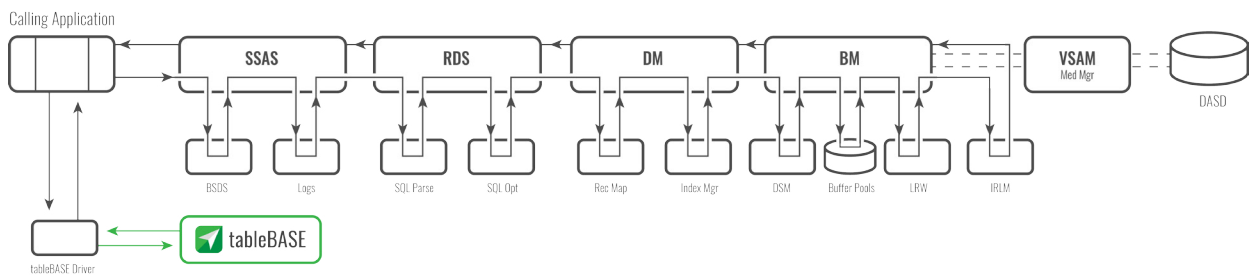 Calling Application
SSAS
RDS
DM
BM
VSAM
Med Mgr
DASD
BSDS
Logs
SQL Parse
SQL Opt
Rec Map
Index Mgr
DSM
Buffer Pools
LRW
IRLM
tableBASE
tableBASE Driver